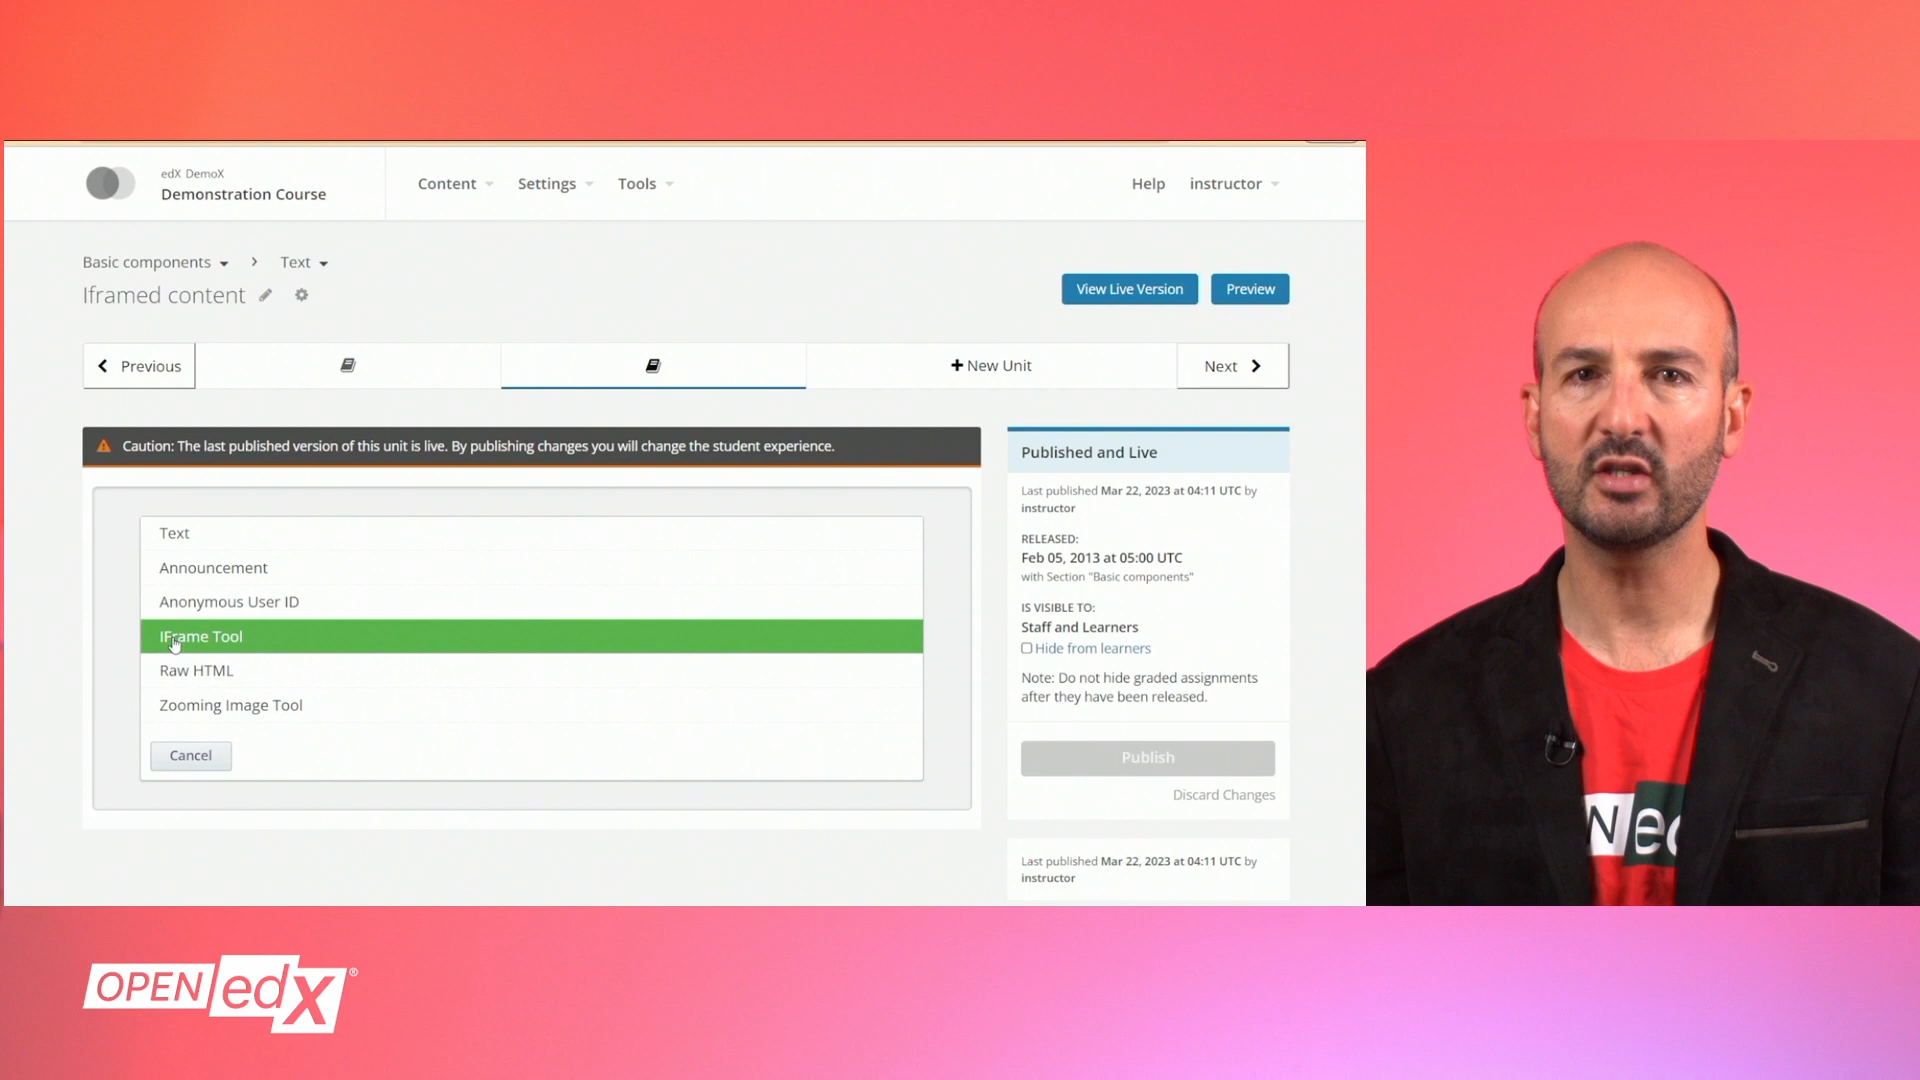 edX DemoX
Demonstration Course
Content
Settings
Tools
Help
instructor
Basic components
Text
Iframed content
View Live Version
Preview
Previous
New Unit
Next
Caution: The last published version of this unit is live. By publishing changes you will change the student experience.
Text
Announcement
Anonymous User ID
IFrame Tool
Raw HTML
Zooming Image Tool
Cancel
Published and Live
Last published Mar 22, 2023 at 04:11 UTC by
instructor
RELEASED:
Feb 05, 2013 at 05:00 UTC
with Section "Basic components"
IS VISIBLE TO:
Staff and Learners
Hide from learners
Note: Do not hide graded assignments
after they have been released.
Publish
Discard Changes
Last published Mar 22, 2023 at 04:11 UTC by
instructor
N ed
OPEN edX®